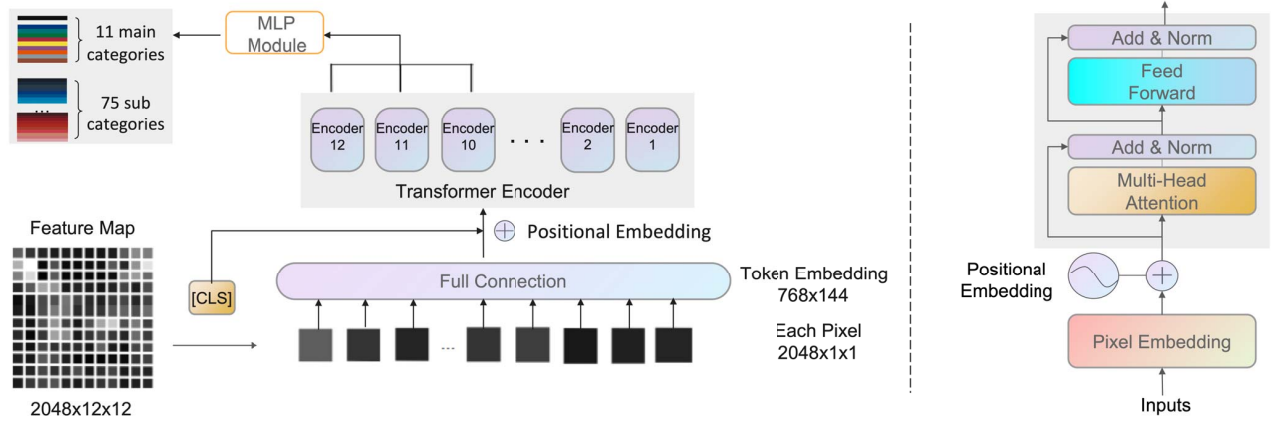 11 main
categories
75 sub
categories
...
MLP
Module
Encoder
12
Encoder
11
Encoder
10
. . .
Encoder
2
Encoder
1
Transformer Encoder
Positional Embedding
Feature Map
[CLS]
Full Connection
Token Embedding
768x144
...
Each Pixel
2048x1x1
2048x12x12
Add & Norm
Feed
Forward
Add & Norm
Multi-Head
Attention
Positional
Embedding
Pixel Embedding
Inputs